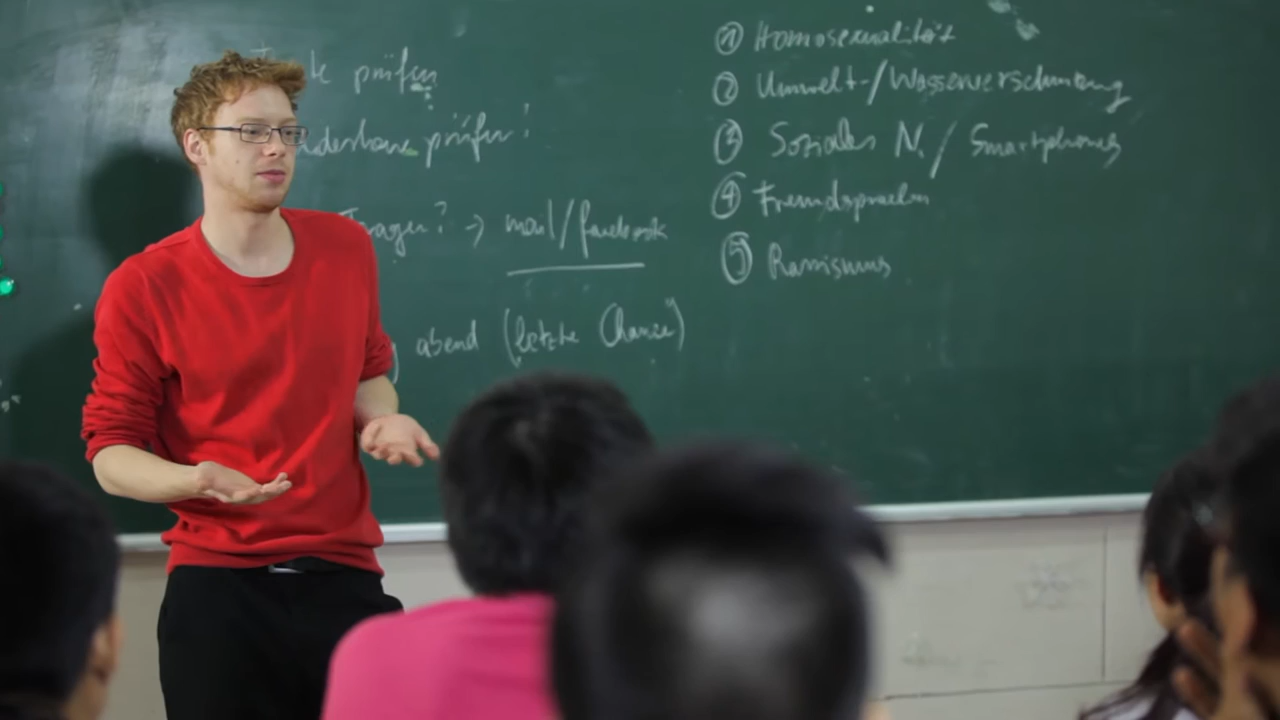 prüfen
prüfen!
Fragen? → mail/facebook
abend (letzte Chance)
① Homosexualität
② Umwelt-/Wasserverschmutzung
③ Soziales N. / Smartphones
④ Fremdsprachen
⑤ Rassismus